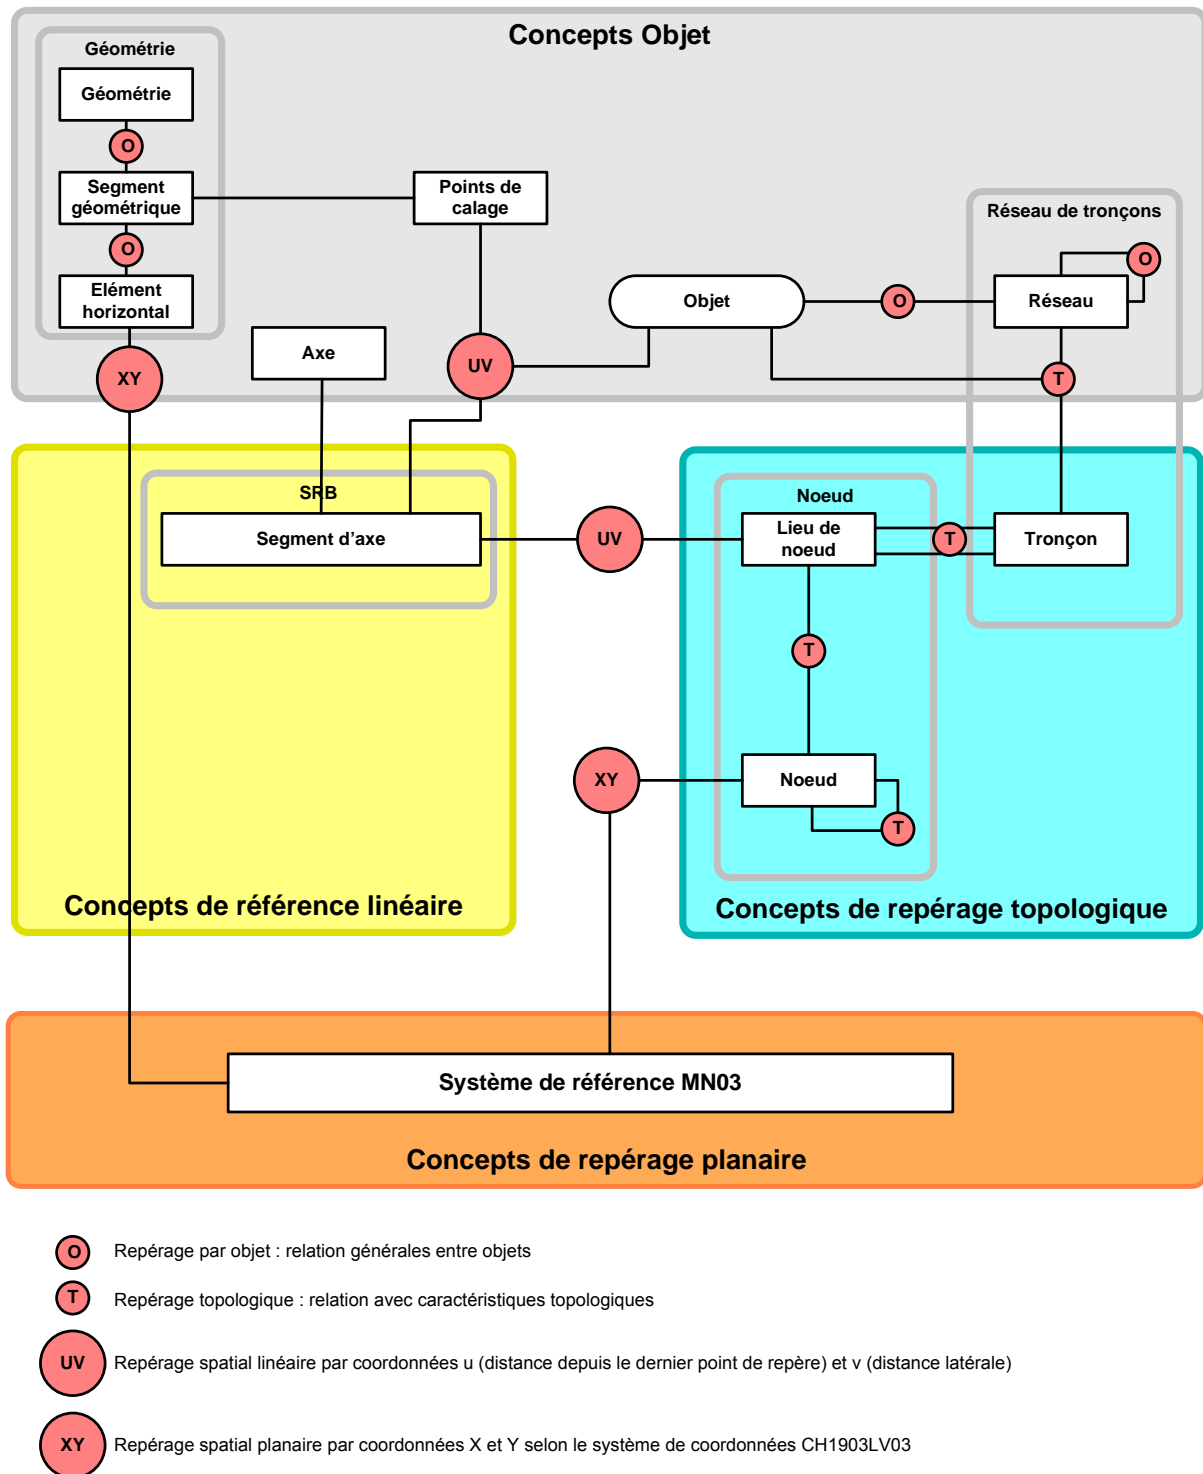 Concepts Objet
Géométrie
Géométrie
O
Segment
géométrique
Points de
calage
Réseau de tronçons
O
O
Elément
horizontal
Objet
O
Réseau
Axe
UV
XY
T
SRB
Segment d'axe
UV
Noeud
Lieu de
noeud
T
Tronçon
T
XY
Noeud
T
Concepts de référence linéaire
Concepts de repérage topologique
Système de référence MN03
Concepts de repérage planaire
O Repérage par objet : relation générales entre objets
T Repérage topologique : relation avec caractéristiques topologiques
UV Repérage spatial linéaire par coordonnées u (distance depuis le dernier point de repère) et v (distance latérale)
XY Repérage spatial planaire par coordonnées X et Y selon le système de coordonnées CH1903LV03